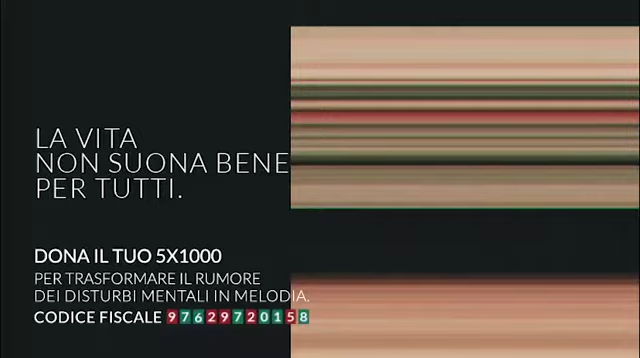 LA VITA
NON SUONA BENE
PER TUTTI.
DONA IL TUO 5X1000
PER TRASFORMARE IL RUMORE
DEI DISTURBI MENTALI IN MELODIA.
CODICE FISCALE 97629720158